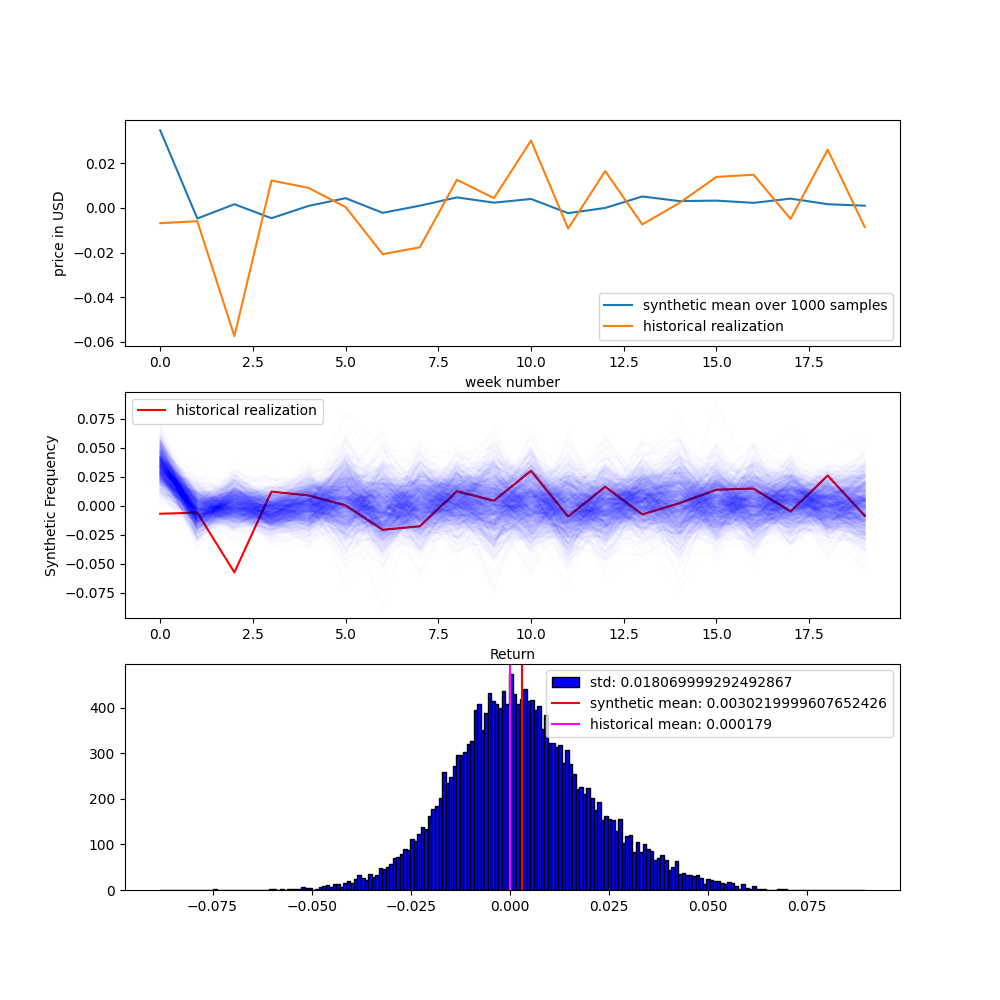 0.02
0.00
−0.02
−0.04
−0.06
price in USD
synthetic mean over 1000 samples
historical realization
0.0 2.5 5.0 7.5 10.0 12.5 15.0 17.5
week number
historical realization
0.075
0.050
0.025
0.000
−0.025
−0.050
−0.075
Synthetic Frequency
0.0 2.5 5.0 7.5 10.0 12.5 15.0 17.5
Return
std: 0.018069999292492867
synthetic mean: 0.0030219999607652426
historical mean: 0.000179
400
300
200
100
0
−0.075 −0.050 −0.025 0.000 0.025 0.050 0.075